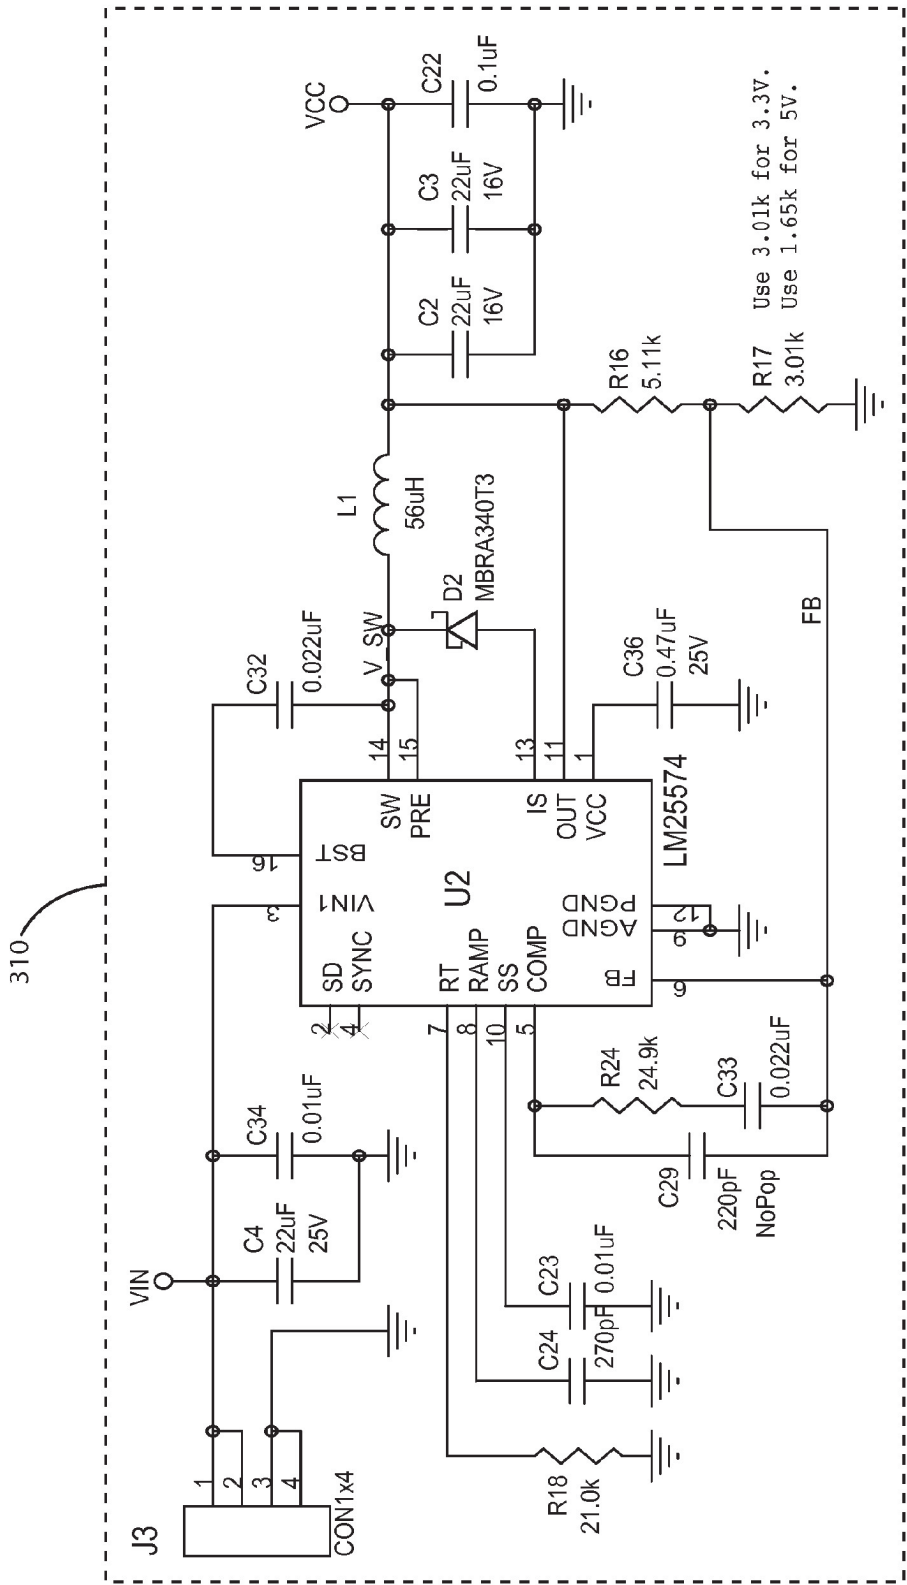 310
J3
CON1x4
1
2
3
4
VIN
C4
22uF
25V
C34
0.01uF
2
4
SD
SYNC
3
VIN1
16
BST
C32
0.022uF
U2
LM25574
14
SW
15
PRE
V_SW
L1
56uH
D2
MBRA340T3
13
IS
11
OUT
1
VCC
C36
0.47uF
25V
VCC
C2
22uF
16V
C3
22uF
16V
C22
0.1uF
R16
5.11k
R17
3.01k
Use 3.01k for 3.3V.
Use 1.65k for 5V.
FB
7
RT
8
RAMP
10
SS
5
COMP
AGND
PGND
9
12
FB
6
R24
24.9k
C33
0.022uF
C29
220pF
NoPop
C23
0.01uF
C24
270pF
R18
21.0k